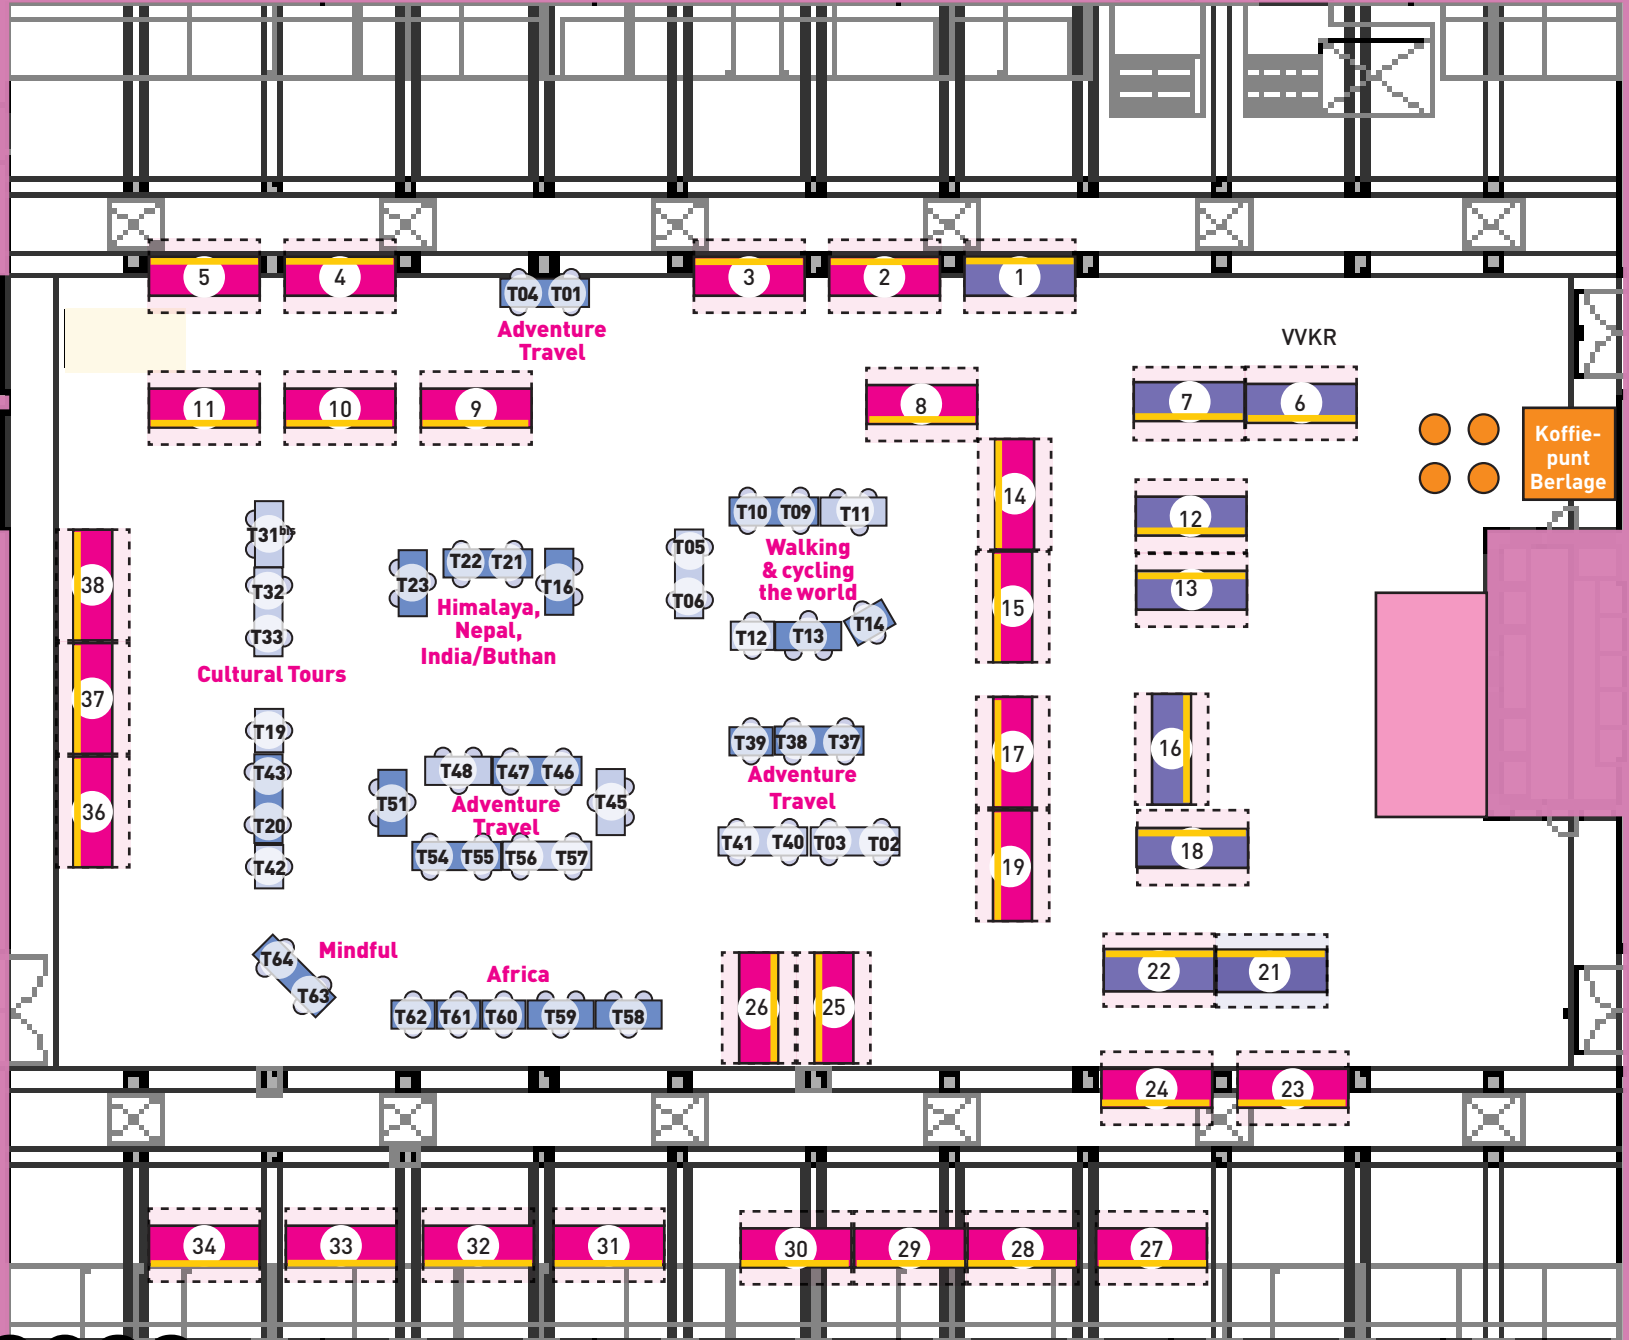 5
4
3
2
1
T04
T01
Adventure
Travel
VVKR
11
10
9
8
7
6
Koffie-
punt
Berlage
14
12
13
15
T10
T09
T11
T05
T06
Walking
& cycling
the world
T12
T13
T14
T31bis
T32
T33
Cultural Tours
T23
T22
T21
T16
Himalaya,
Nepal,
India/Buthan
38
37
36
T19
T43
T20
T42
T51
T48
T47
T46
T45
Adventure
Travel
T54
T55
T56
T57
T39
T38
T37
Adventure
Travel
T41
T40
T03
T02
17
19
16
18
T64
T63
Mindful
Africa
T62
T61
T60
T59
T58
26
25
22
21
24
23
34
33
32
31
30
29
28
27